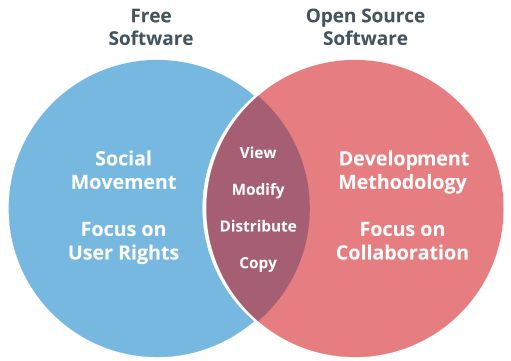 Free
Software
Open Source
Software
Social
Movement
Focus on
User Rights
View
Modify
Distribute
Copy
Development
Methodology
Focus on
Collaboration